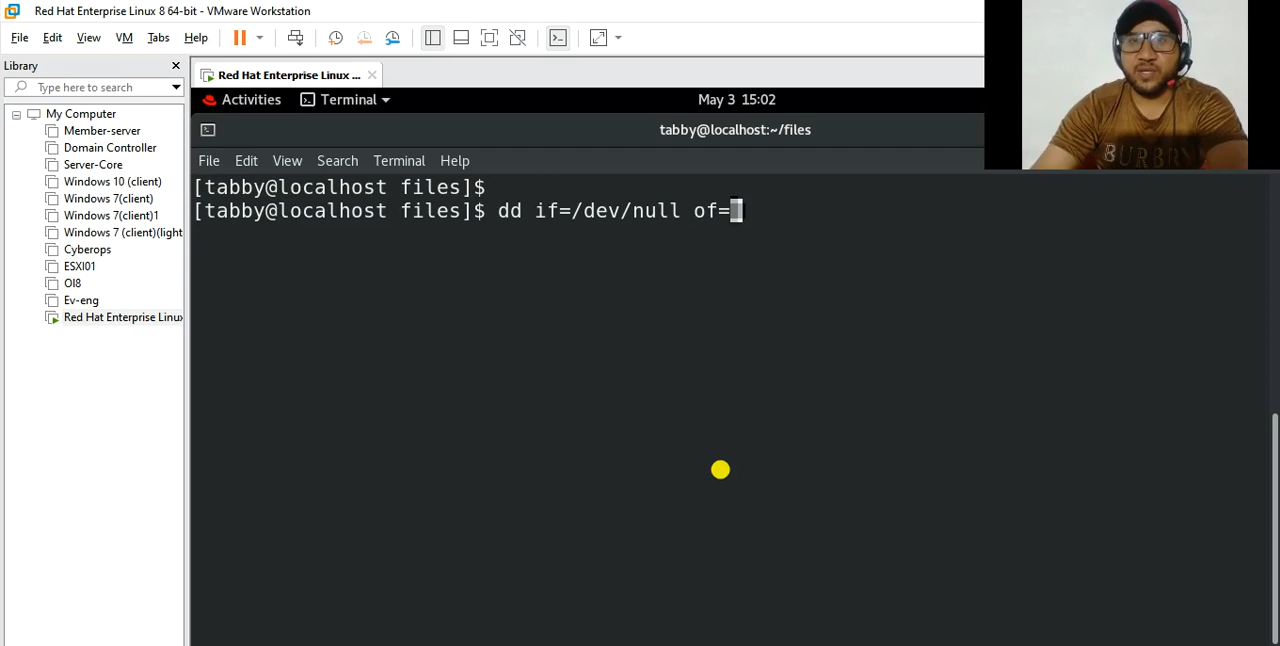 Red Hat Enterprise Linux 8 64-bit - VMware Workstation
File Edit View VM Tabs Help
Library
Type here to search
My Computer
Member-server
Domain Controller
Server-Core
Windows 10 (client)
Windows 7(client)
Windows 7(client)1
Windows 7 (client)(light
Cyberops
ESXI01
OI8
Ev-eng
Red Hat Enterprise Linux
Red Hat Enterprise Linux ...
Activities Terminal May 3 15:02
tabby@localhost:~/files
File Edit View Search Terminal Help
[tabby@localhost files]$
[tabby@localhost files]$ dd if=/dev/null of=
BURBRY